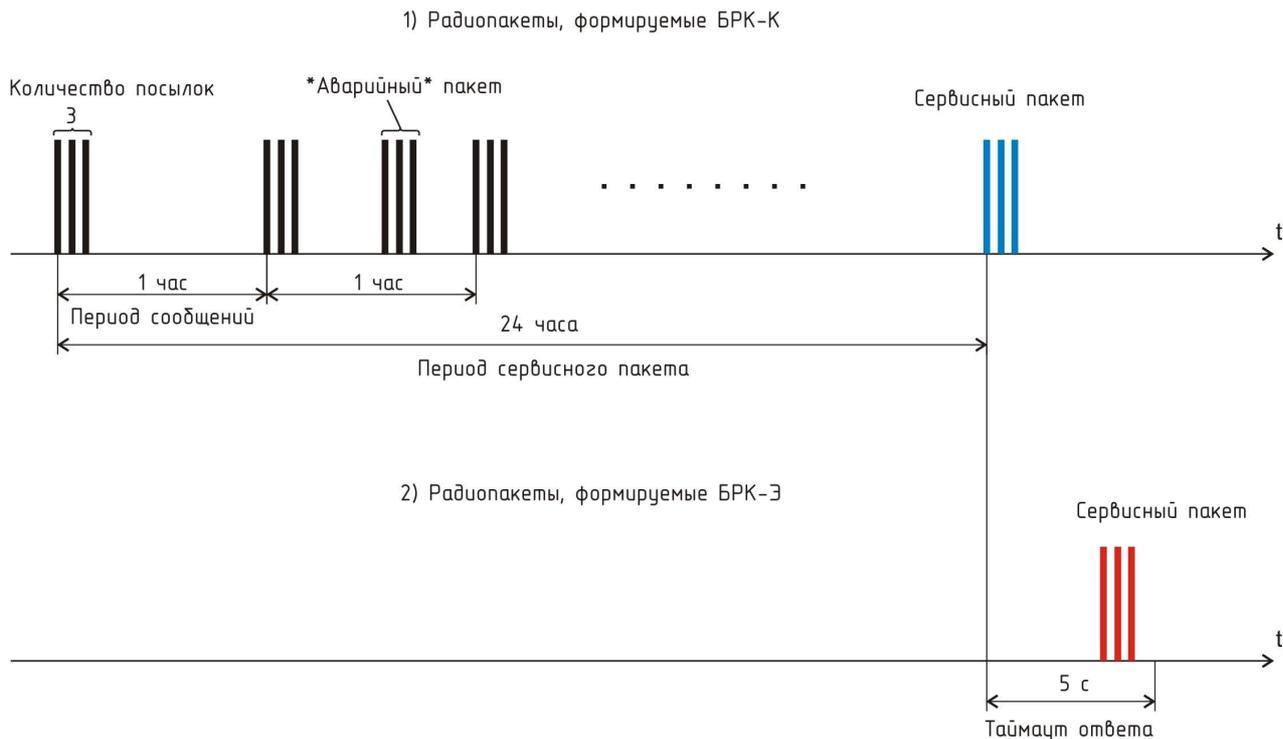 1) Радиопакеты, формируемые БРК-К
Количество посылок
3
*Аварийный* пакет
Сервисный пакет
t
1 час
1 час
Период сообщений
24 часа
Период сервисного пакета
2) Радиопакеты, формируемые БРК-Э
Сервисный пакет
t
5 с
Таймаут ответа